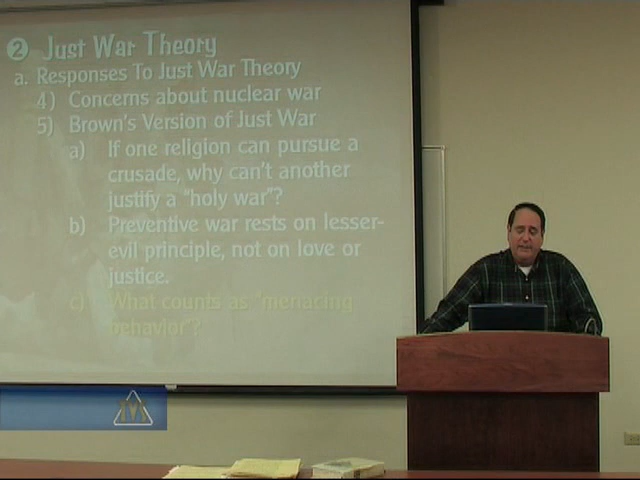 2 Just War Theory
a. Responses To Just War Theory
4) Concerns about nuclear war
5) Brown's Version of Just War
a) If one religion can pursue a
crusade, why can't another
justify a "holy war"?
b) Preventive war rests on lesser-
evil principle, not on love or
justice.
c) What counts as "menacing
behavior"?
M